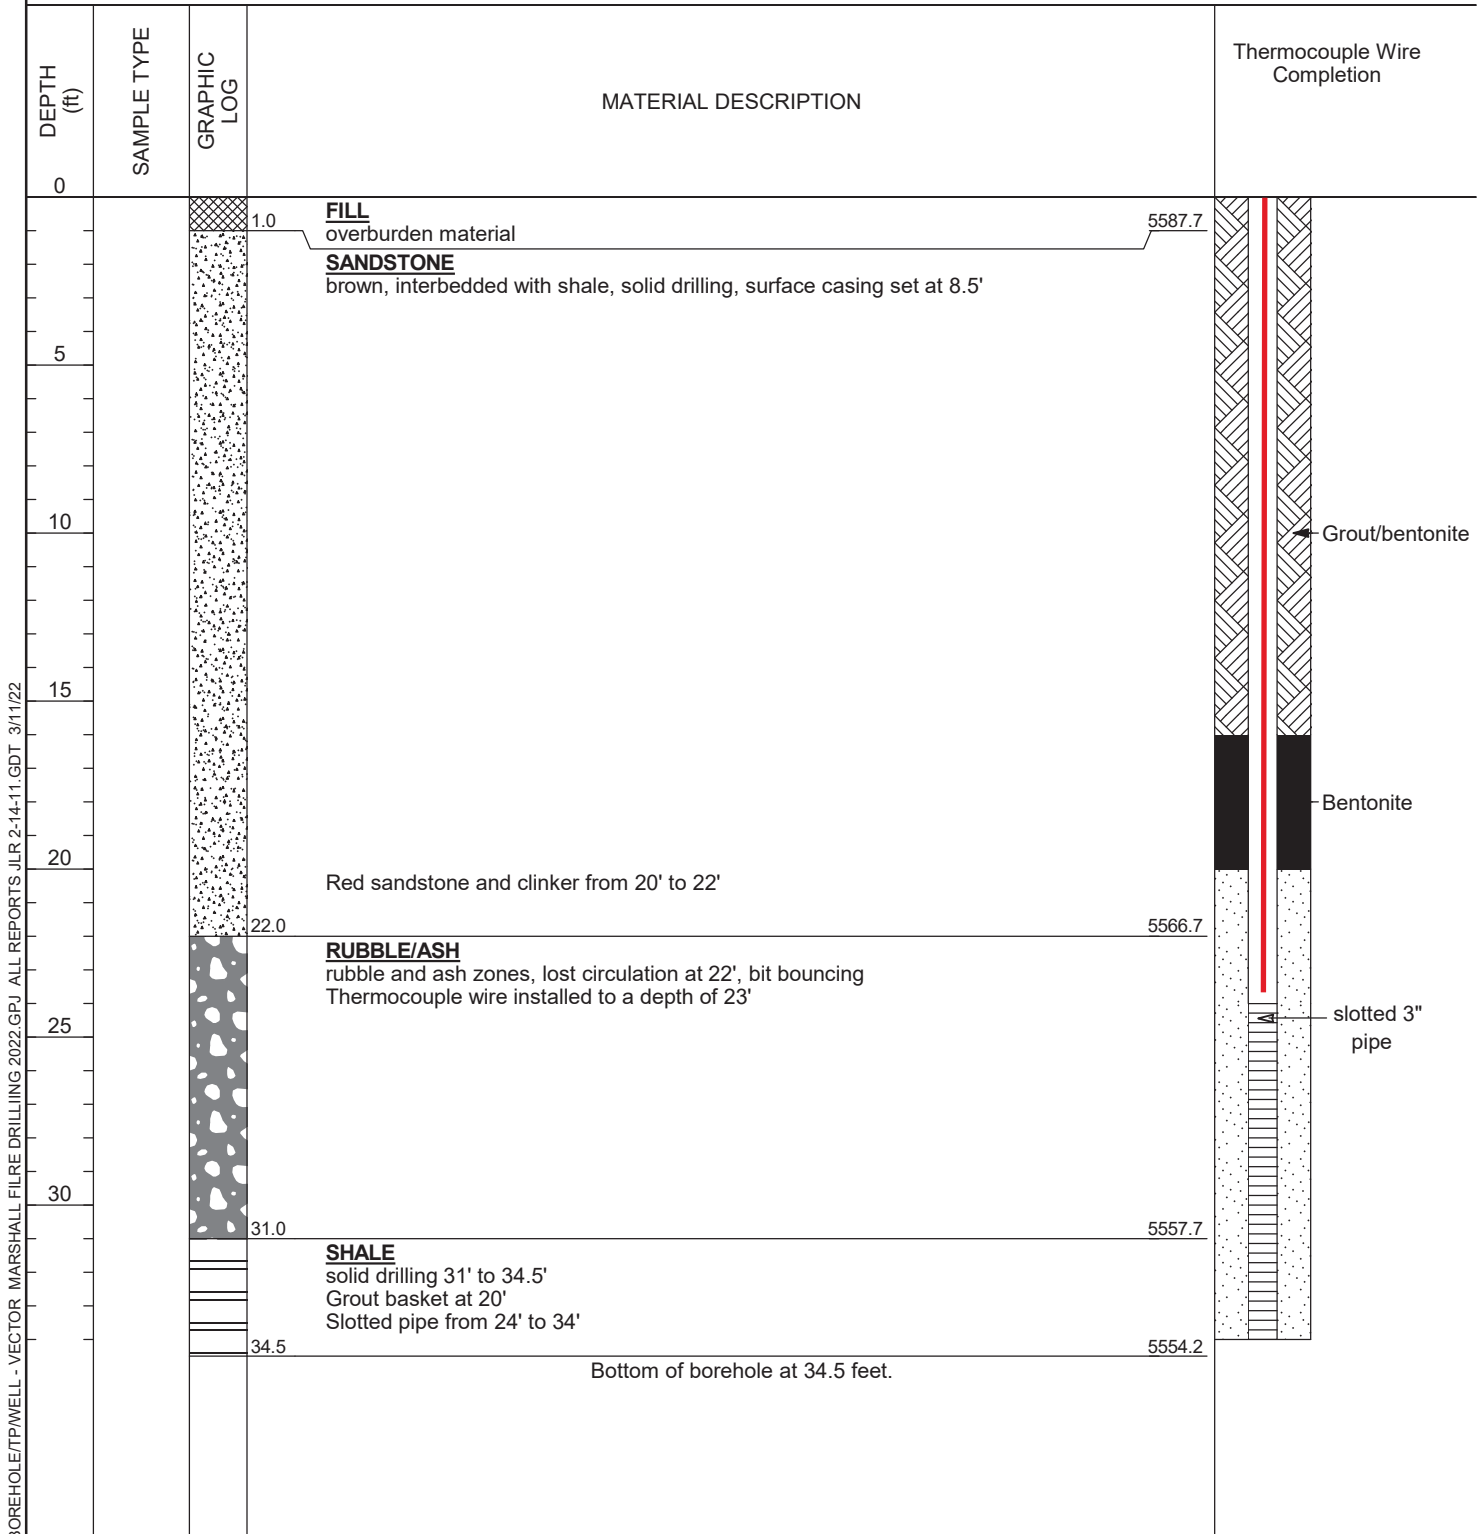 DEPTH
(ft)
SAMPLE TYPE
GRAPHIC
LOG
MATERIAL DESCRIPTION
Thermocouple Wire
Completion
0
1.0
FILL
5587.7
overburden material
SANDSTONE
brown, interbedded with shale, solid drilling, surface casing set at 8.5'
5
10
Grout/bentonite
15
Bentonite
20
Red sandstone and clinker from 20' to 22'
22.0
5566.7
RUBBLE/ASH
rubble and ash zones, lost circulation at 22', bit bouncing
Thermocouple wire installed to a depth of 23'
25
slotted 3"
pipe
30
31.0
5557.7
SHALE
solid drilling 31' to 34.5'
Grout basket at 20'
Slotted pipe from 24' to 34'
34.5
5554.2
Bottom of borehole at 34.5 feet.
BOREHOLE/TP/WELL - VECTOR MARSHALL FILRE DRILLIING 2022.GPJ ALL REPORTS JLR 2-14-11.GDT 3/11/22